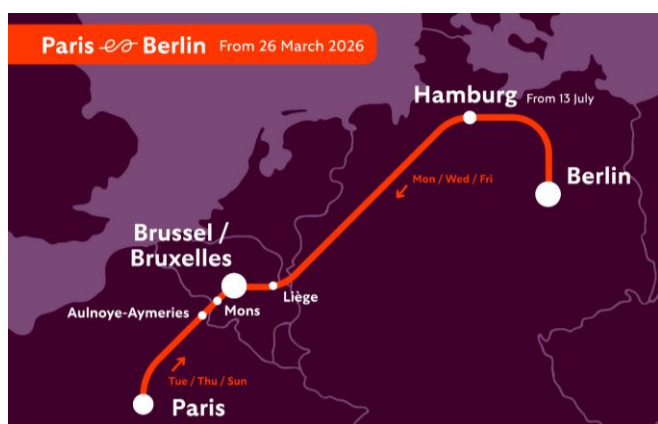 Paris Berlin From 26 March 2026
Hamburg From 13 July
Mon / Wed / Fri
Berlin
Brussel /
Bruxelles
Liège
Mons
Aulnoye-Aymeries
Tue / Thu / Sun
Paris